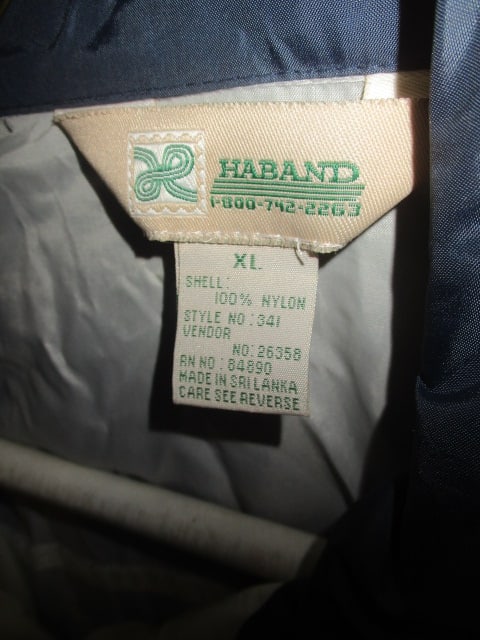 HABAND
1-800-742-2263
XL
SHELL:
100% NYLON
STYLE NO: 341
VENDOR
NO: 26358
RN NO: 84890
MADE IN SRI LANKA
CARE SEE REVERSE